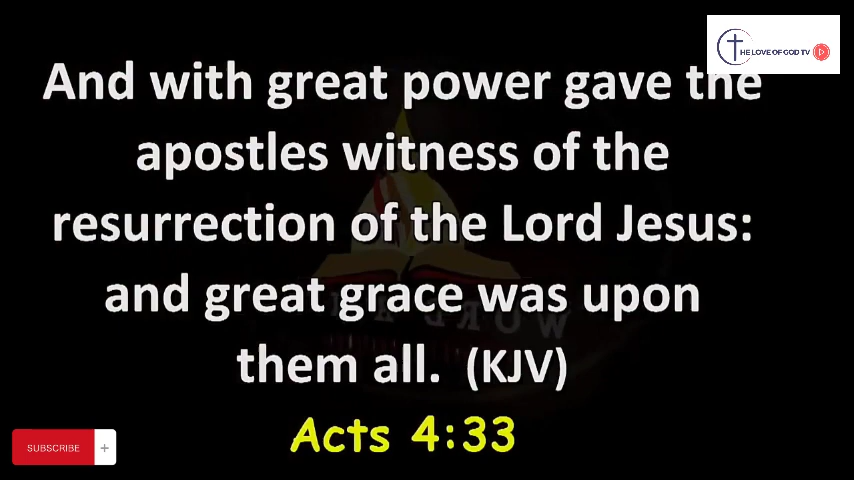 THE LOVE OF GOD TV
And with great power gave the
apostles witness of the
resurrection of the Lord Jesus:
and great grace was upon
them all. (KJV)
Acts 4:33
SUBSCRIBE +